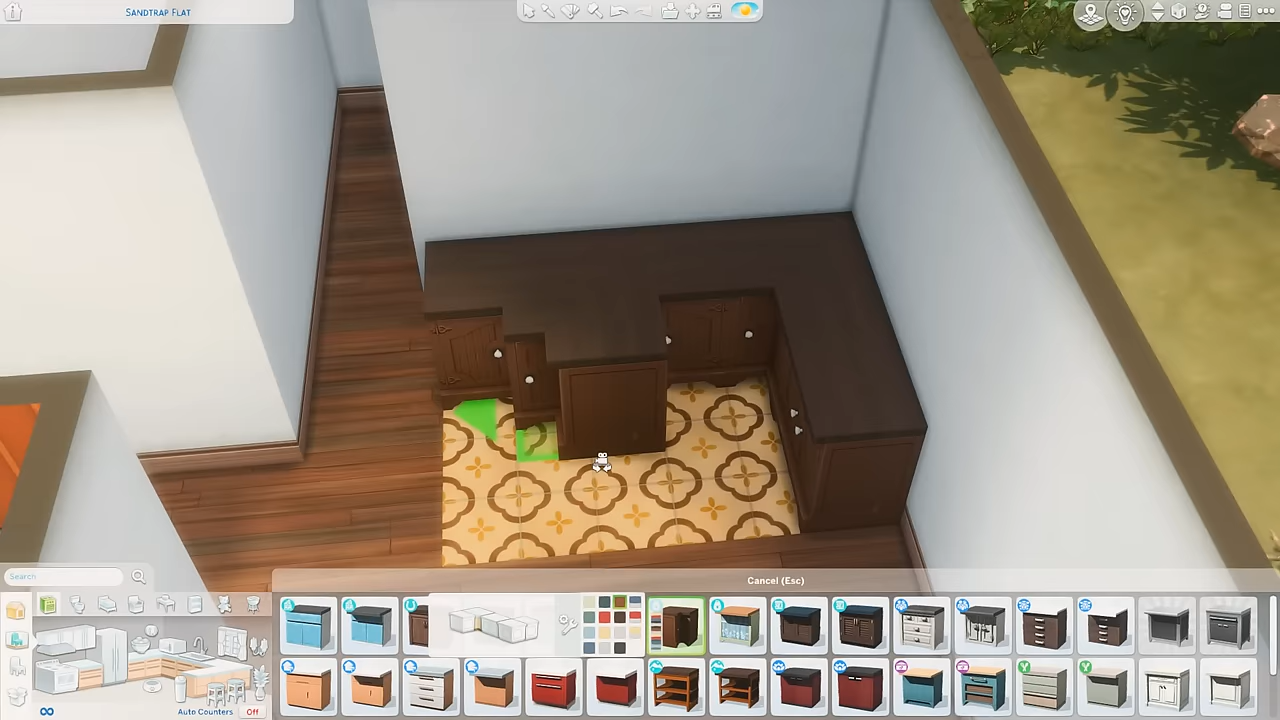 SANDTRAP FLAT
Cancel (Esc)
Search
Auto Counters
Off